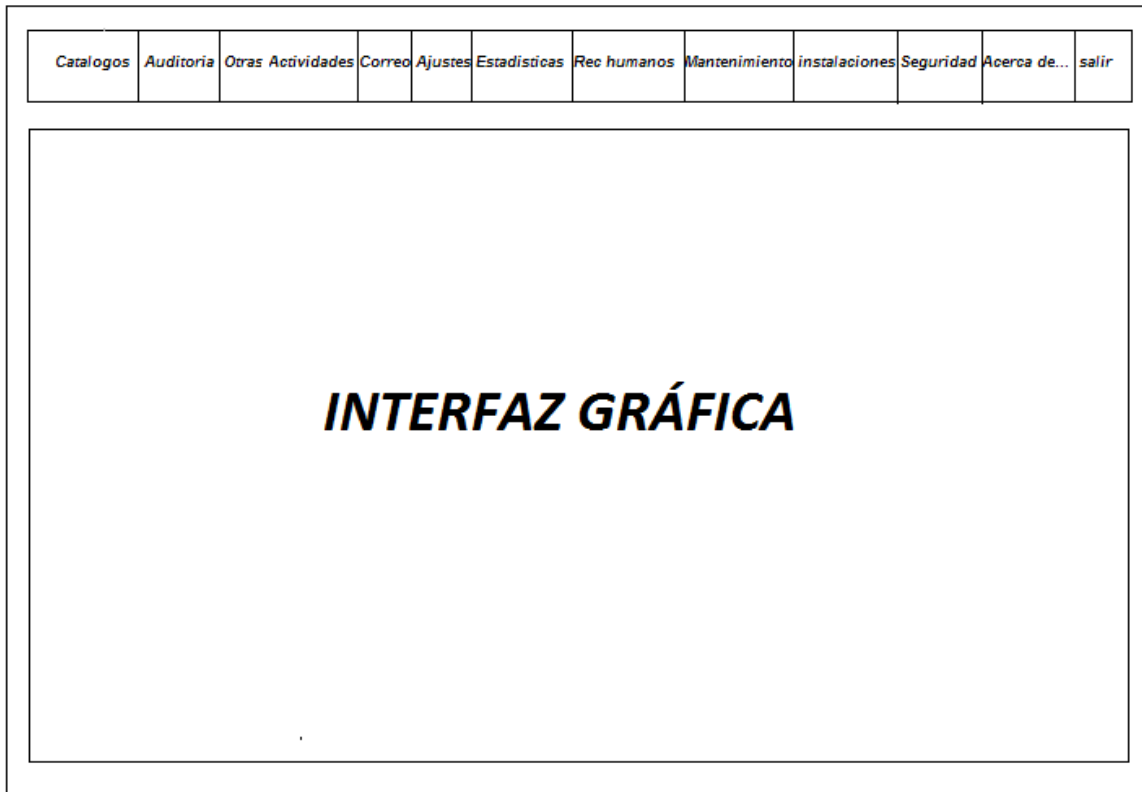 Catalogos Auditoria Otras Actividades Correo Ajustes Estadisticas Rec humanos Mantenimiento instalaciones Seguridad Acerca de... salir
INTERFAZ GRÁFICA